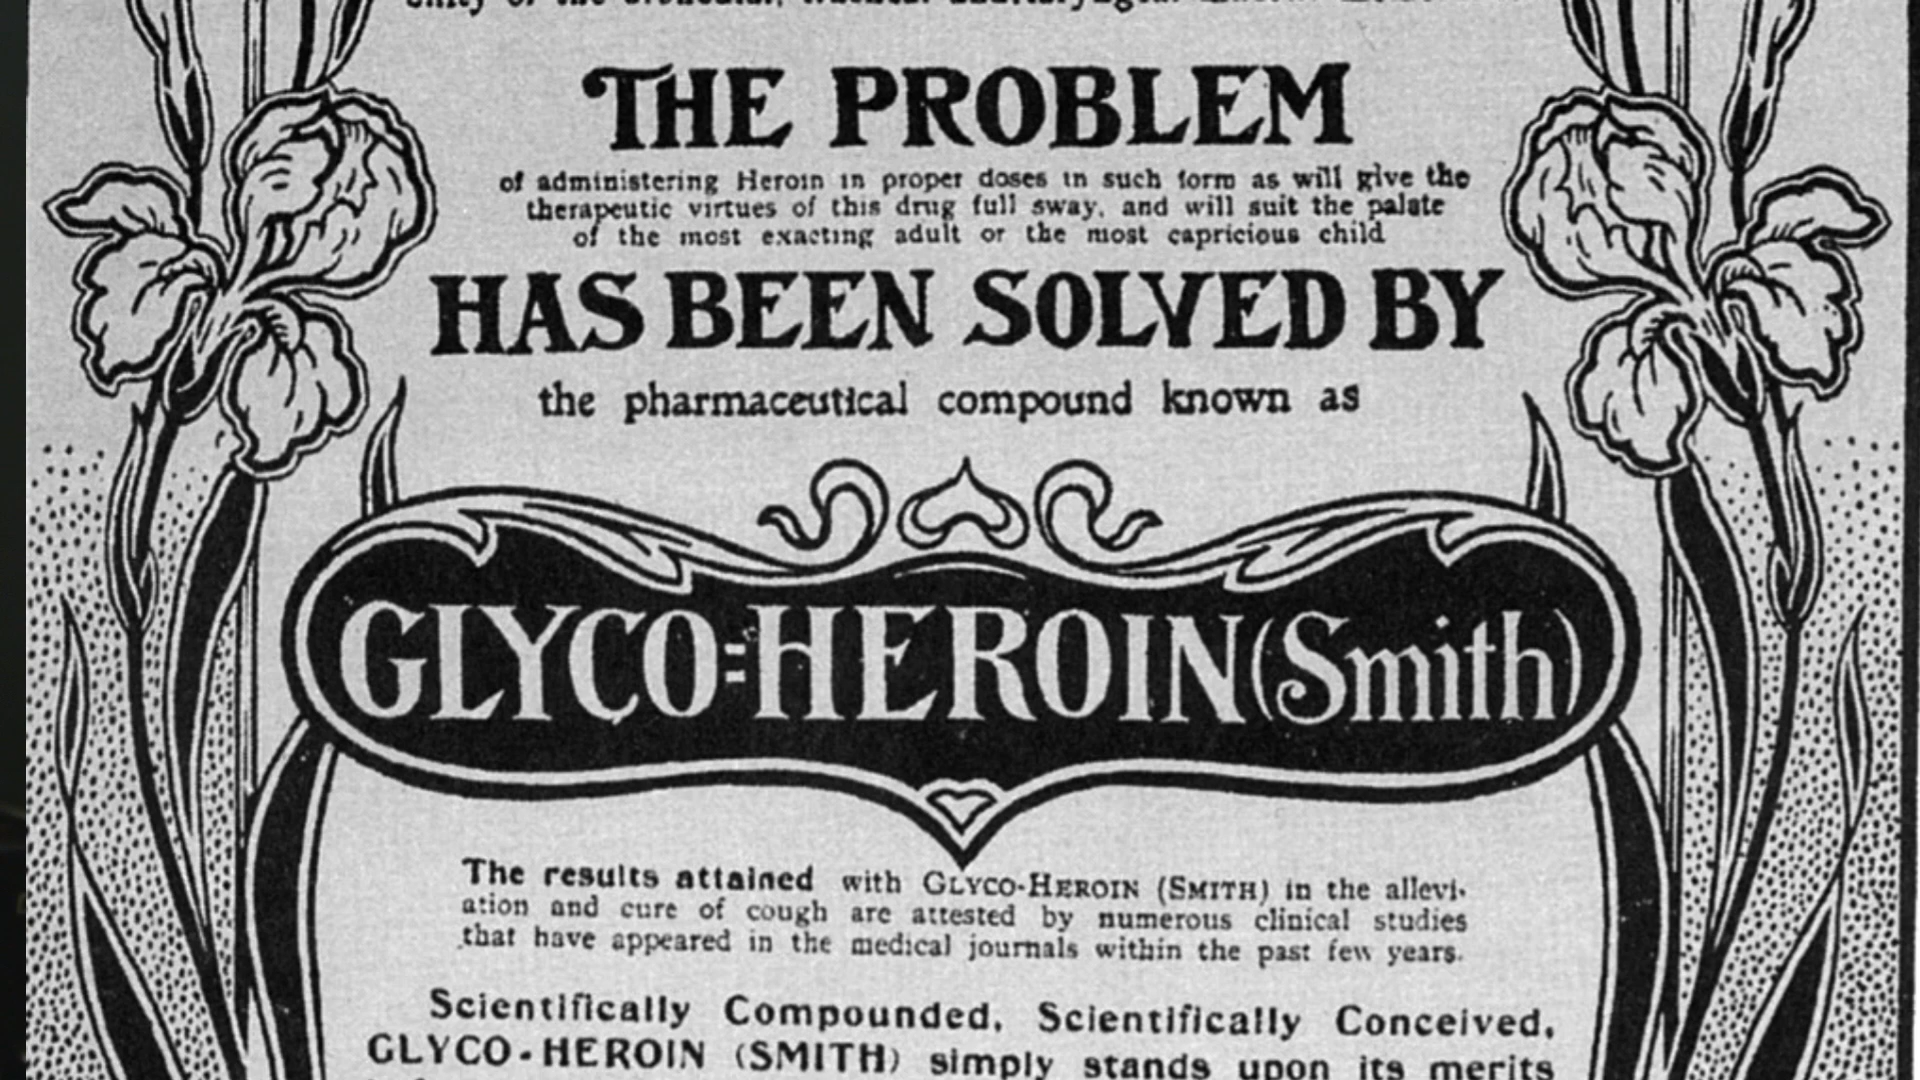 of the
THE PROBLEM
of administering Heroin in proper doses in such form as will give the
therapeutic virtues of this drug full sway, and will suit the palate
of the most exacting adult or the most capricious child
HAS BEEN SOLVED BY
the pharmaceutical compound known as
GLYCO-HEROIN (Smith)
The results attained with GLYCO-HEROIN (SMITH) in the allevi-
ation and cure of cough are attested by numerous clinical studies
that have appeared in the medical journals within the past few years.
Scientifically Compounded, Scientifically Conceived,
GLYCO-HEROIN (SMITH) simply stands upon its merits